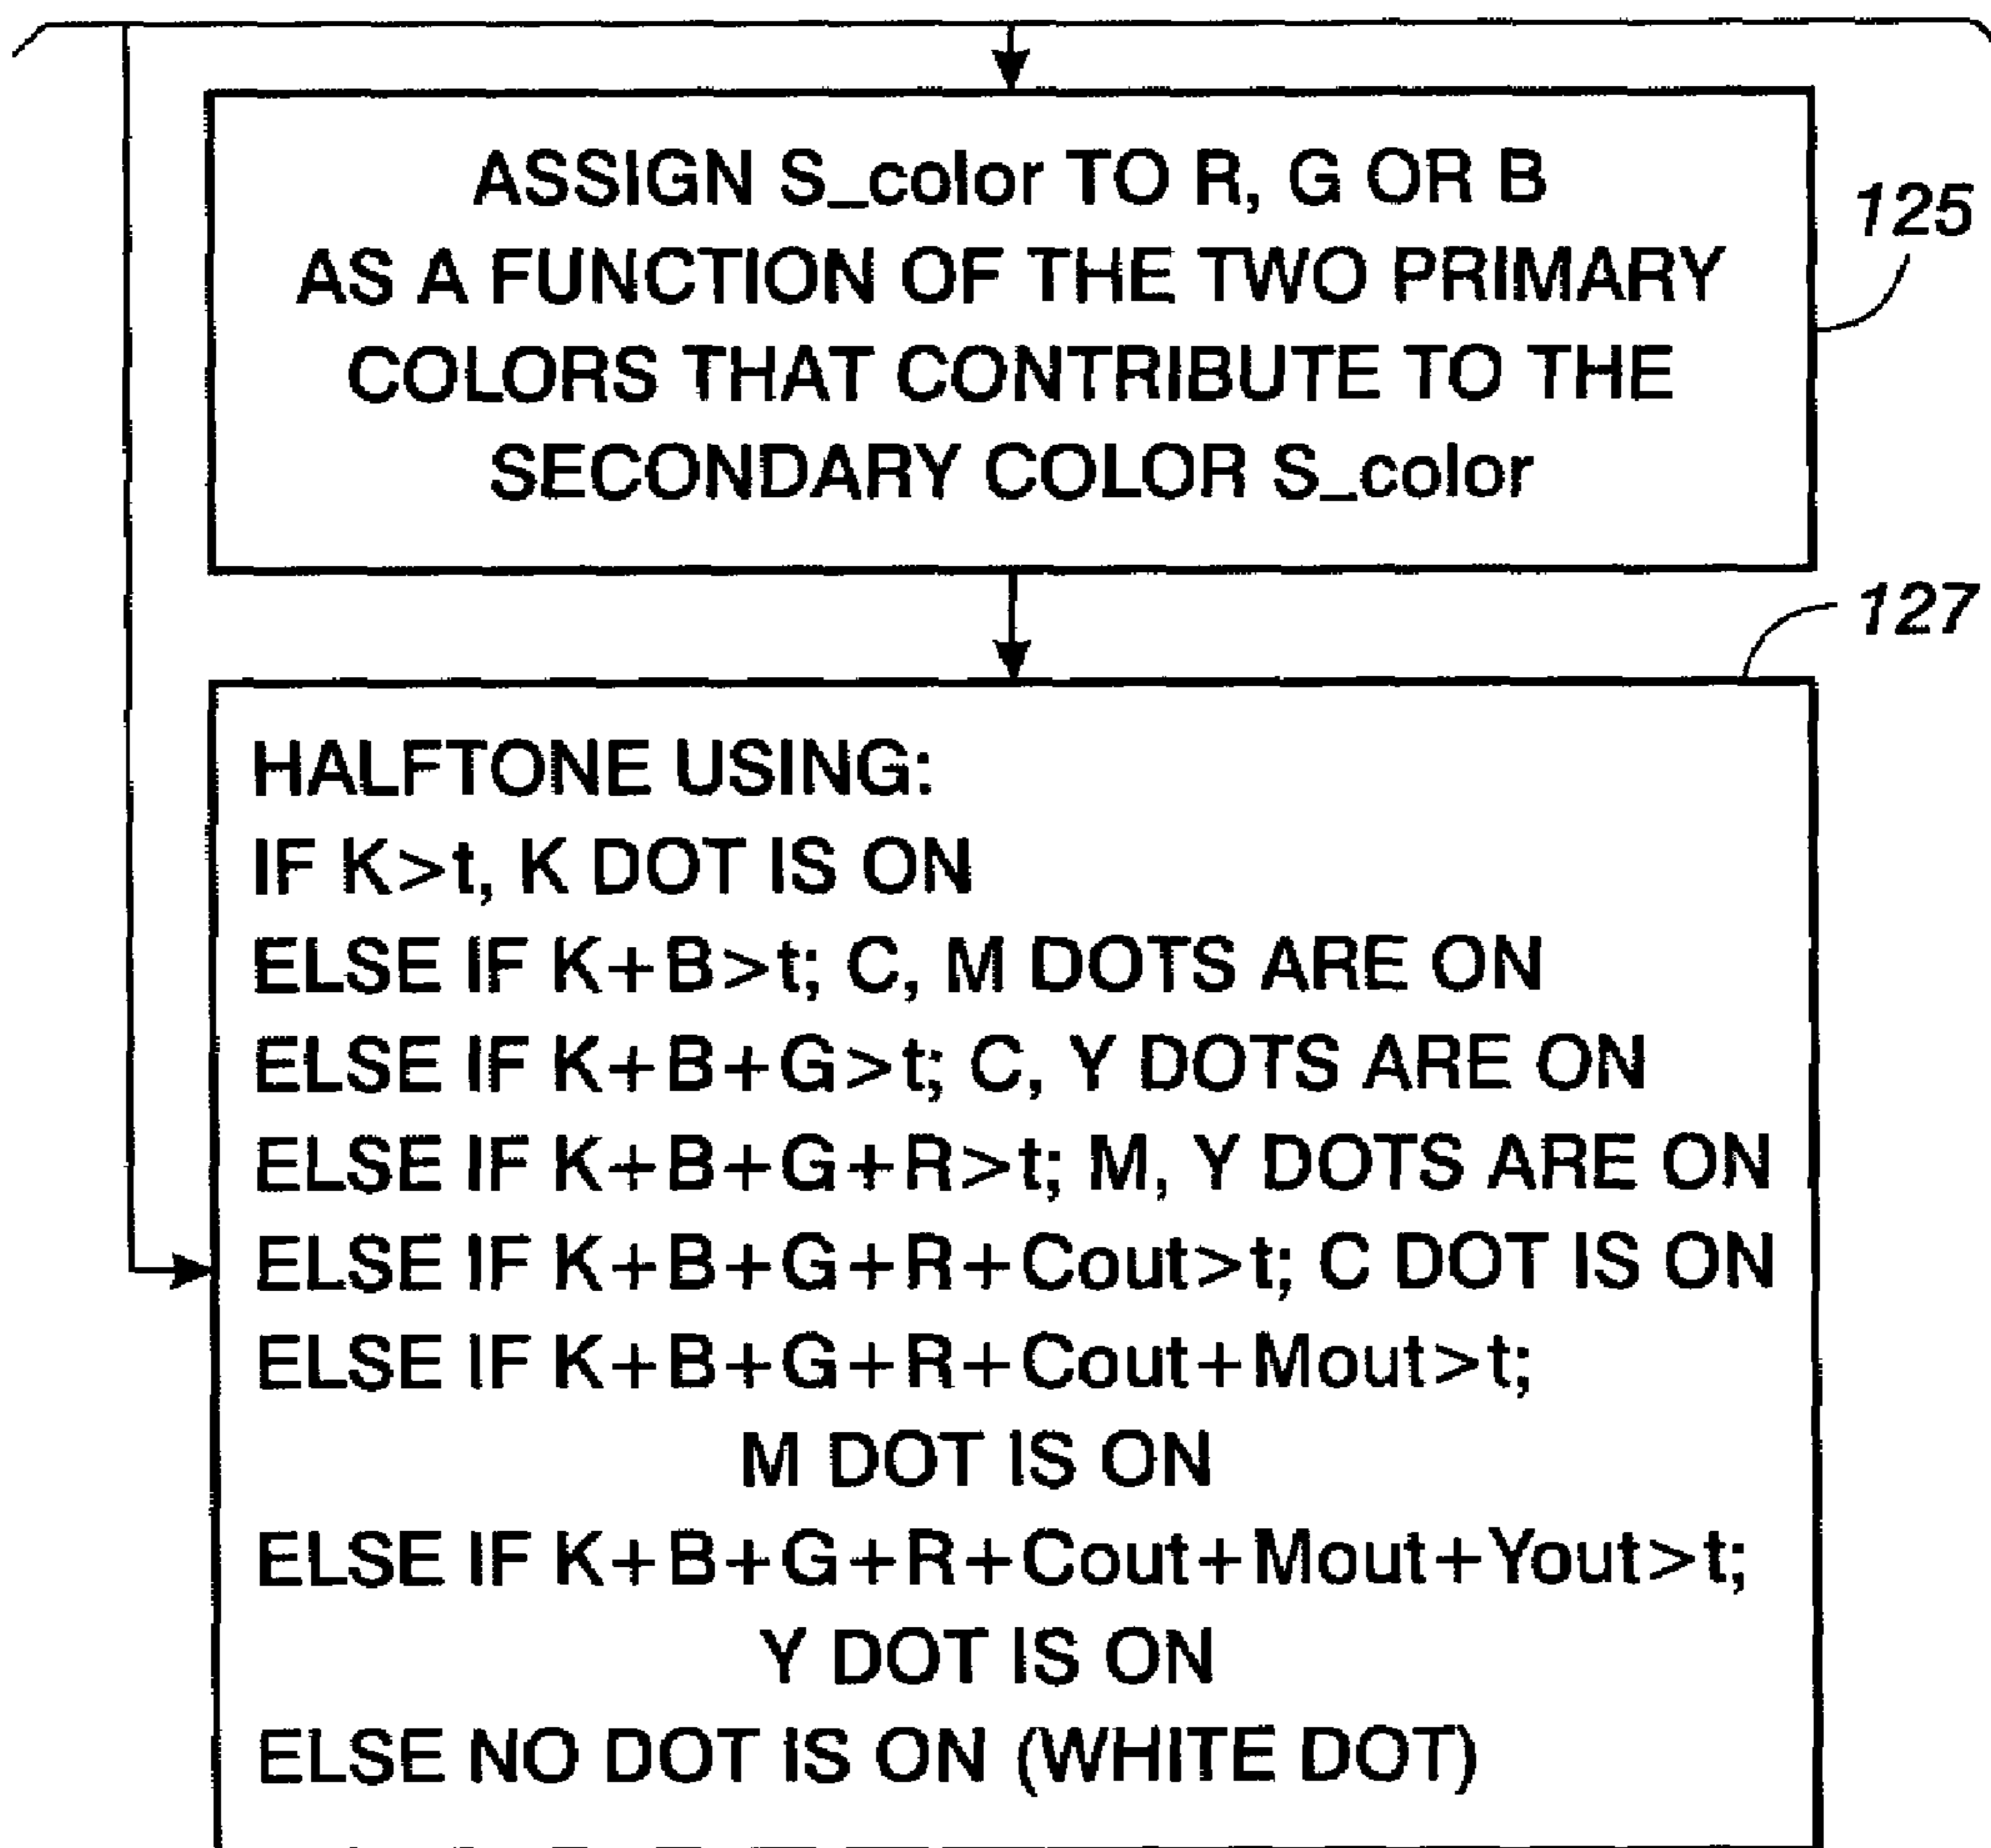 ASSIGN S_color TO R, G OR B
AS A FUNCTION OF THE TWO PRIMARY
COLORS THAT CONTRIBUTE TO THE
SECONDARY COLOR S_color
125
127
HALFTONE USING:
IF K>t, K DOT IS ON
ELSE IF K+B>t; C, M DOTS ARE ON
ELSE IF K+B+G>t; C, Y DOTS ARE ON
ELSE IF K+B+G+R>t; M, Y DOTS ARE ON
ELSE IF K+B+G+R+Cout>t; C DOT IS ON
ELSE IF K+B+G+R+Cout+Mout>t;
M DOT IS ON
ELSE IF K+B+G+R+Cout+Mout+Yout>t;
Y DOT IS ON
ELSE NO DOT IS ON (WHITE DOT)